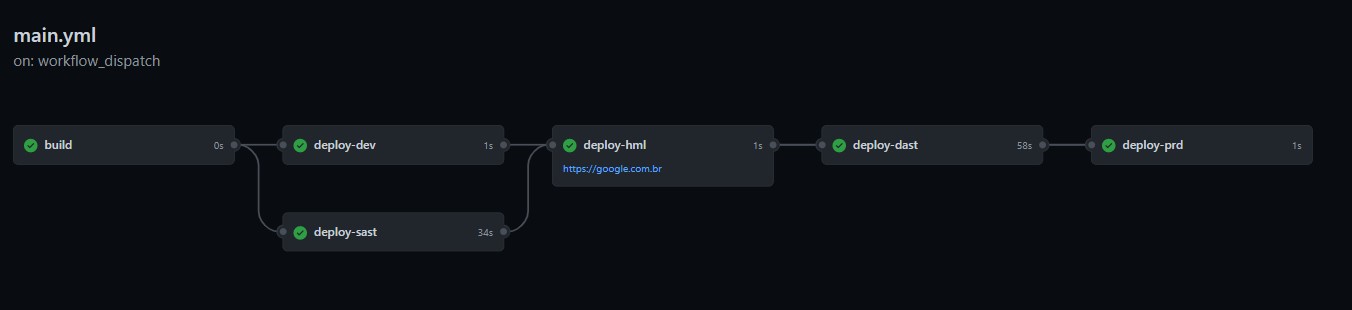 main.yml
on: workflow_dispatch
build 0s
deploy-dev 1s
deploy-hml 1s
https://google.com.br
deploy-dast 58s
deploy-prd 1s
deploy-sast 34s